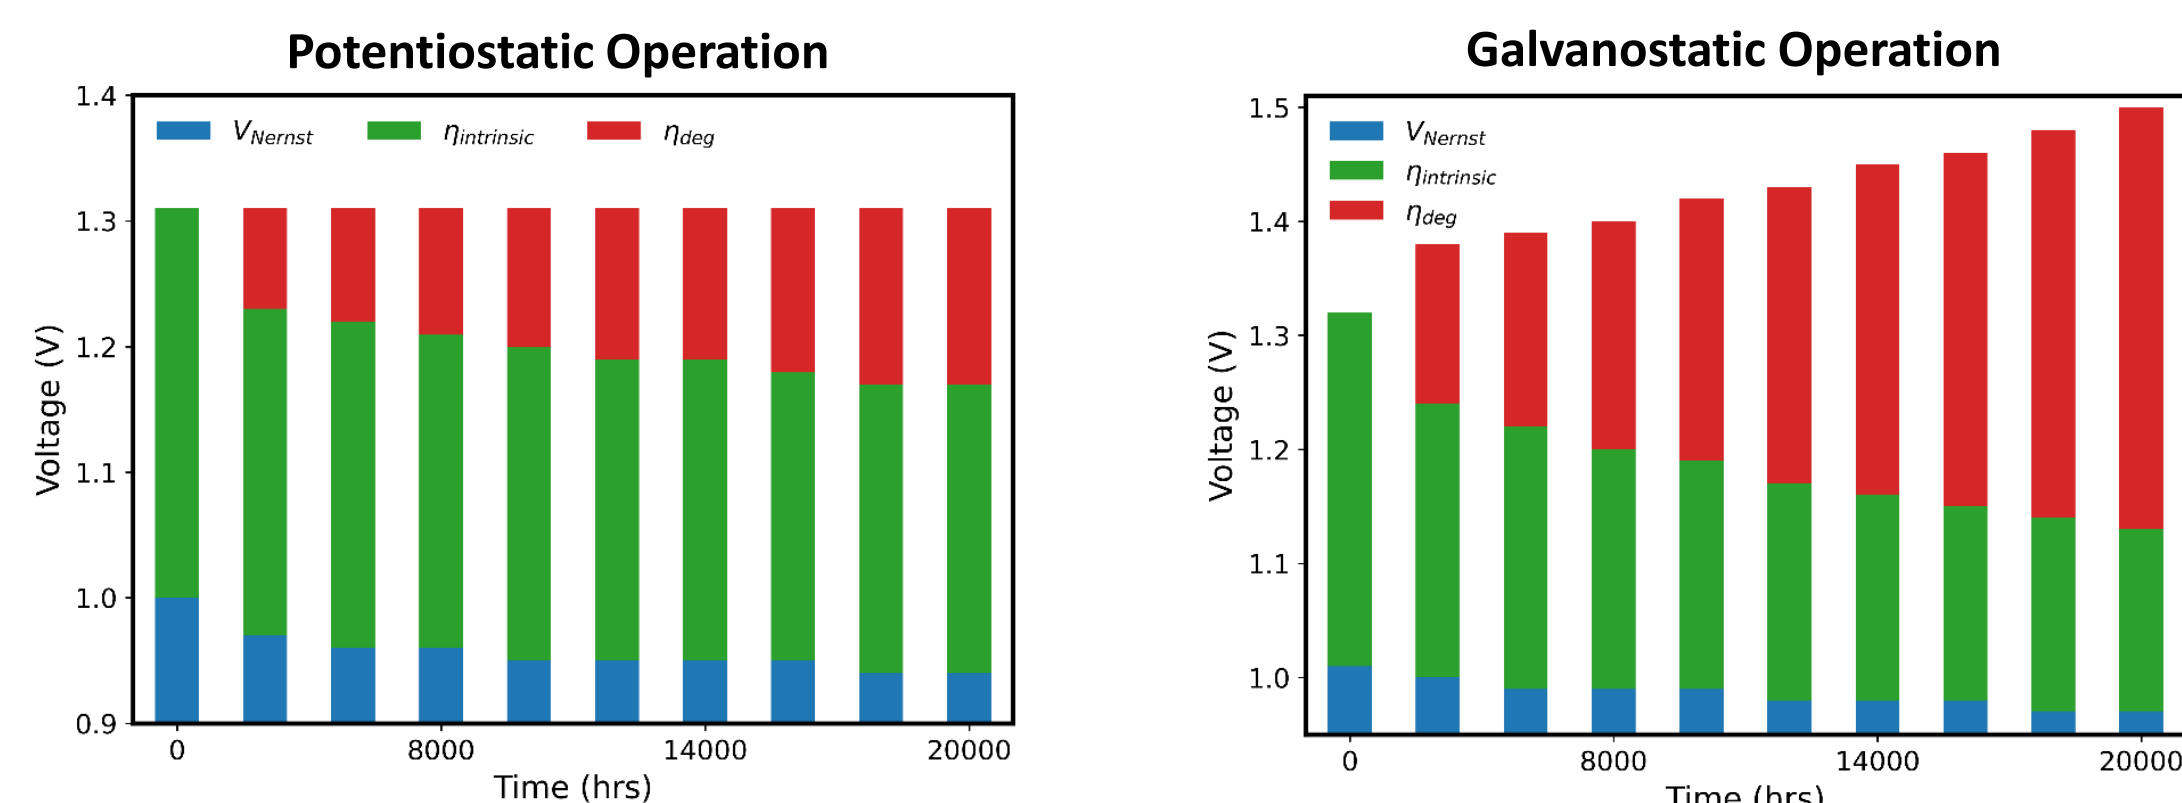 Potentiostatic Operation
1.4
1.3
1.2
1.1
1.0
0.9
Voltage (V)
V_Nernst η_intrinsic η_deg
0 8000 14000 20000
Time (hrs)
Galvanostatic Operation
1.5
1.4
1.3
1.2
1.1
1.0
Voltage (V)
V_Nernst
η_intrinsic
η_deg
0 8000 14000 20000
Time (hrs)